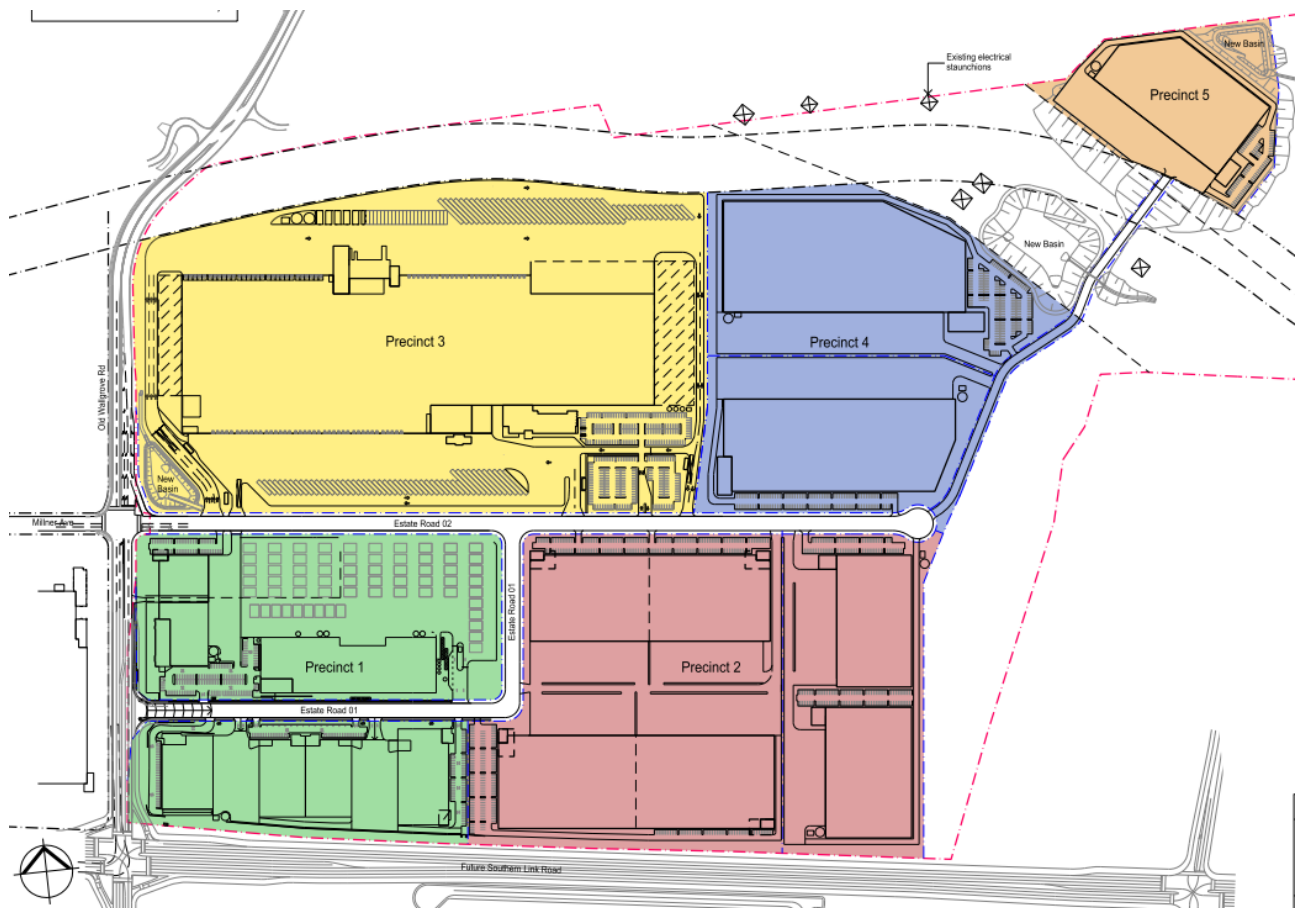 New Basin
Existing electrical
staunchions
Precinct 5
New Basin
Precinct 3
Precinct 4
Old Wallgrove Rd
New
Basin
Millner Ave
Estate Road 02
Estate Road 01
Precinct 1
Precinct 2
Estate Road 01
Future Southern Link Road